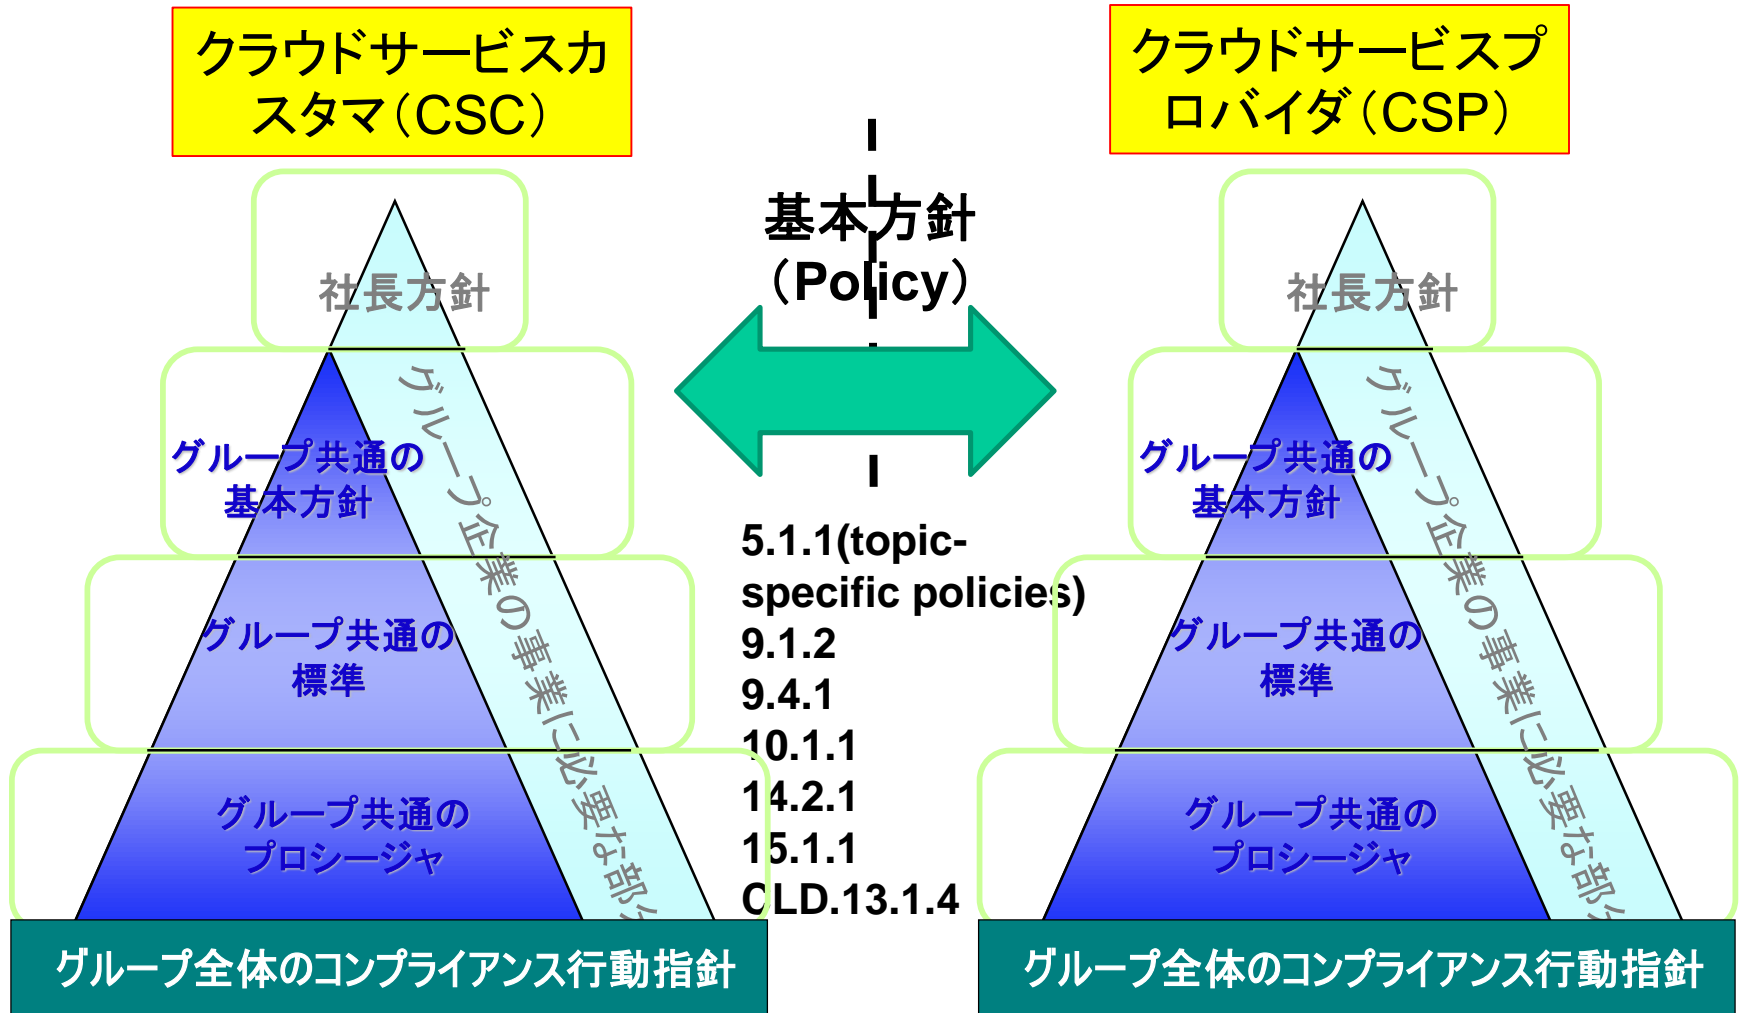 クラウドサービスカ
スタマ（CSC）
社長方針
グループ共通の
基本方針
グループ共通の
標準
グループ共通の
プロシージャ
グループ企業の事業に必要な部分
グループ全体のコンプライアンス行動指針
基本方針
（Policy）
5.1.1(topic-
specific policies)
9.1.2
9.4.1
10.1.1
14.2.1
15.1.1
CLD.13.1.4
クラウドサービスプ
ロバイダ（CSP）
社長方針
グループ共通の
基本方針
グループ共通の
標準
グループ共通の
プロシージャ
グループ企業の事業に必要な部分
グループ全体のコンプライアンス行動指針